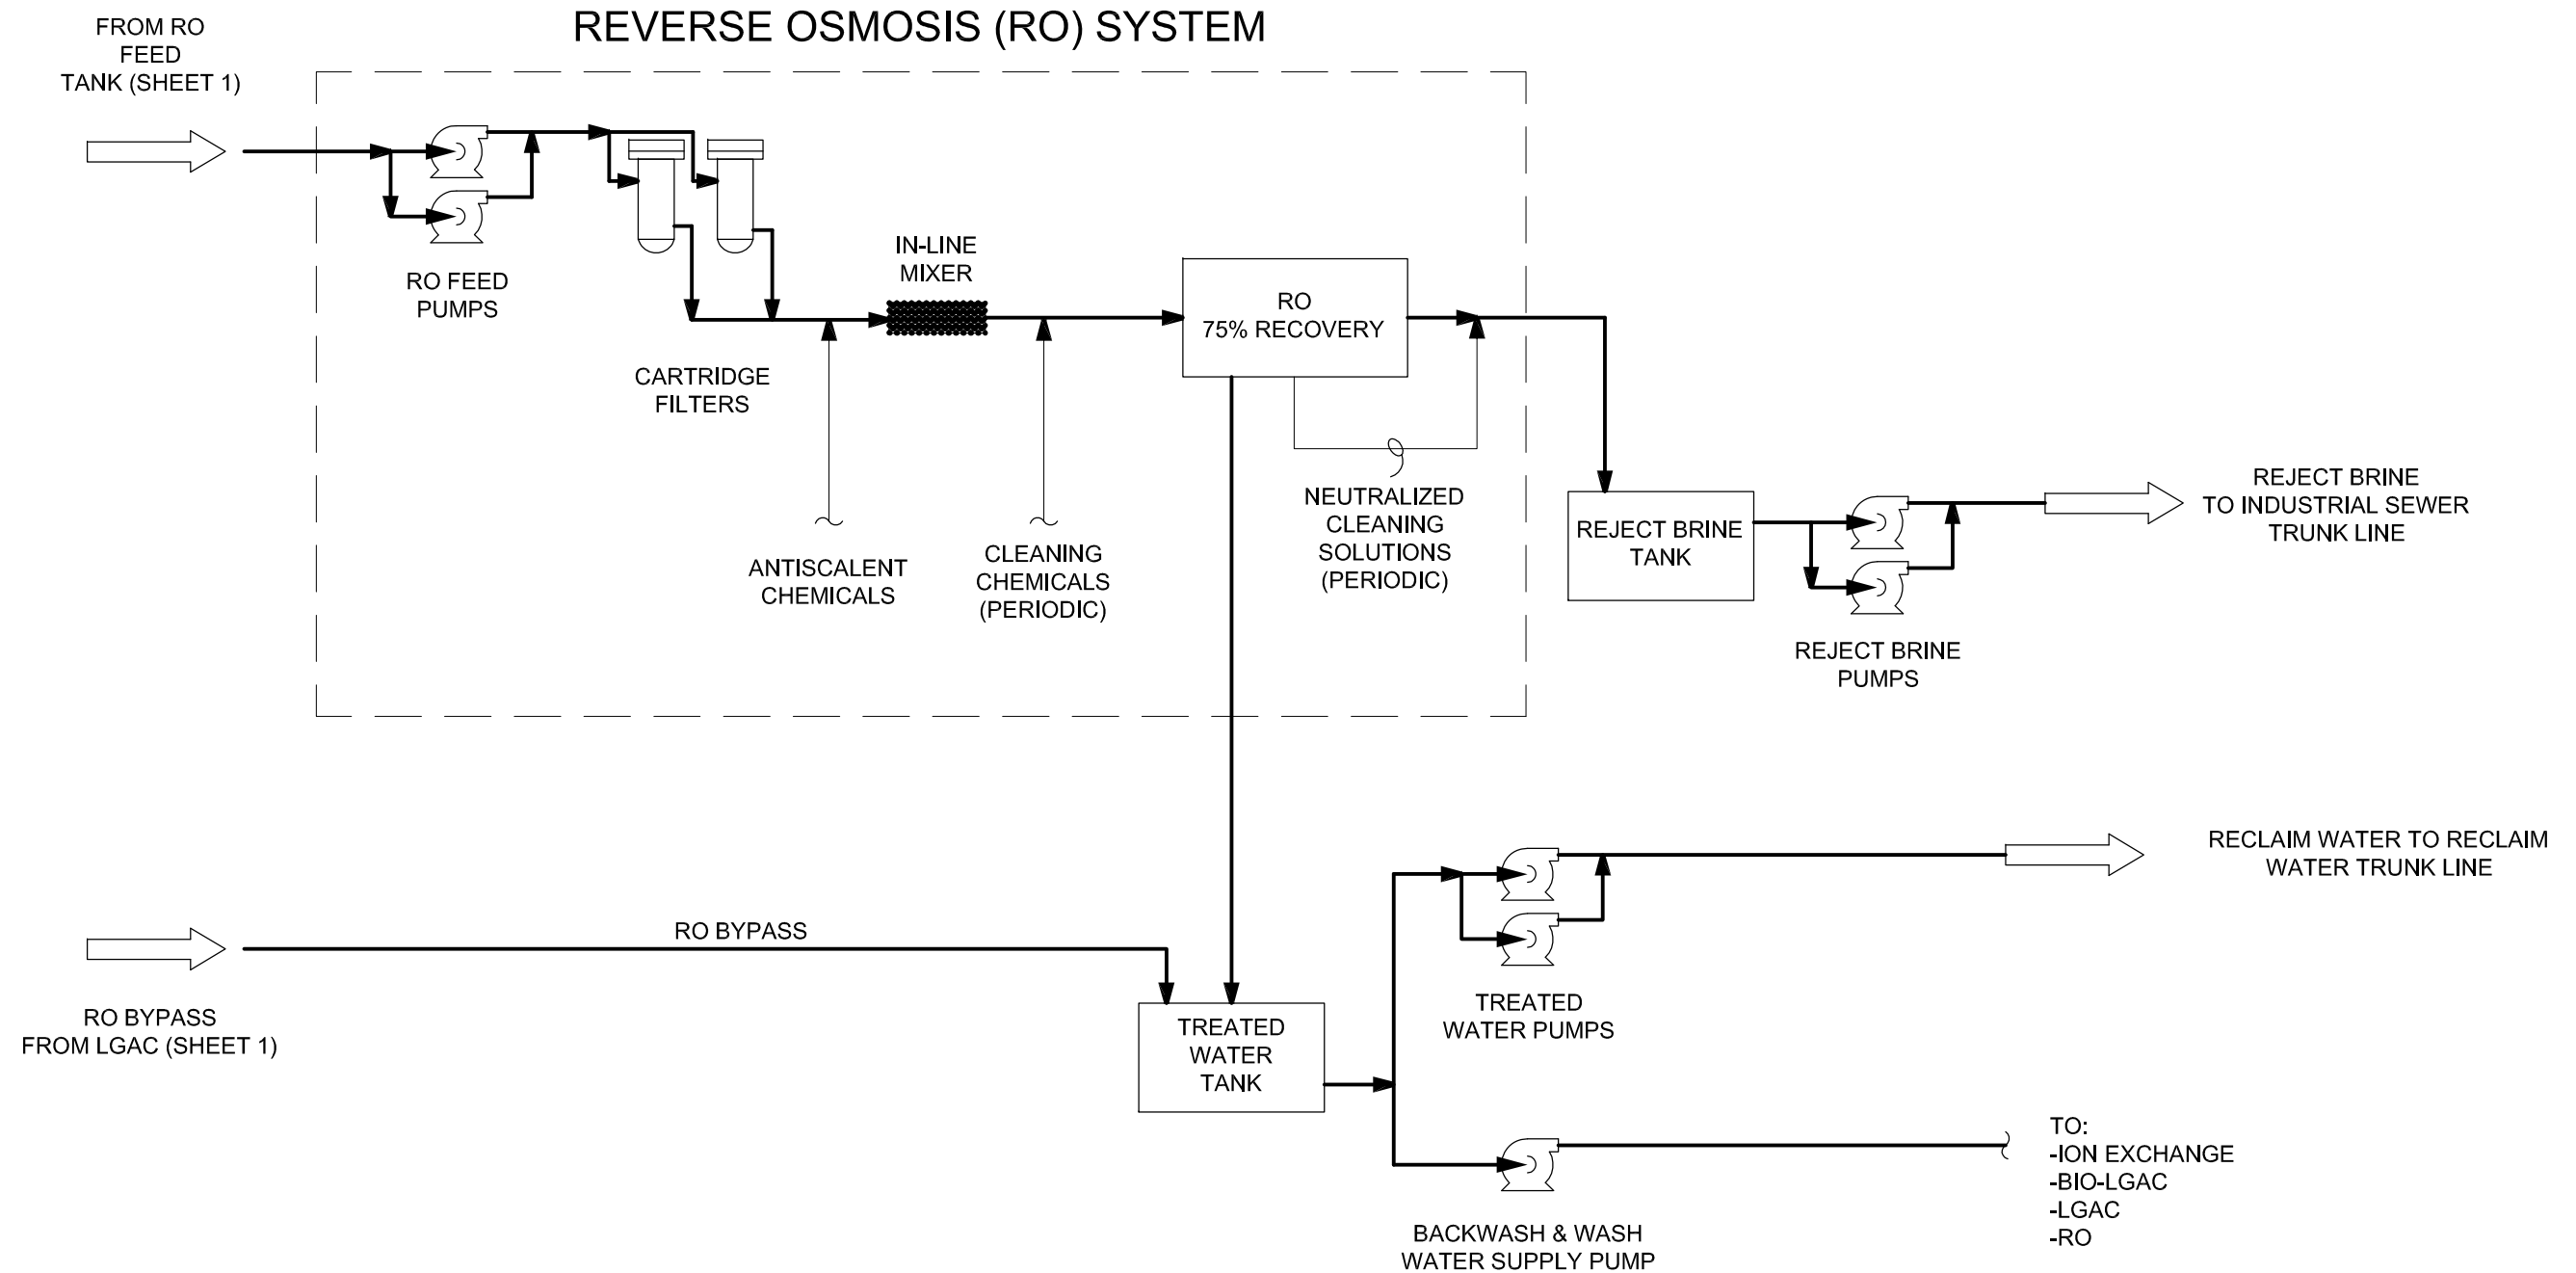 REVERSE OSMOSIS (RO) SYSTEM
FROM RO
FEED
TANK (SHEET 1)
RO FEED
PUMPS
CARTRIDGE
FILTERS
IN-LINE
MIXER
ANTISCALENT
CHEMICALS
CLEANING
CHEMICALS
(PERIODIC)
RO
75% RECOVERY
NEUTRALIZED
CLEANING
SOLUTIONS
(PERIODIC)
REJECT BRINE
TANK
REJECT BRINE
PUMPS
REJECT BRINE
TO INDUSTRIAL SEWER
TRUNK LINE
RO BYPASS
RO BYPASS
FROM LGAC (SHEET 1)
TREATED
WATER
TANK
TREATED
WATER PUMPS
RECLAIM WATER TO RECLAIM
WATER TRUNK LINE
BACKWASH & WASH
WATER SUPPLY PUMP
TO:
-ION EXCHANGE
-BIO-LGAC
-LGAC
-RO